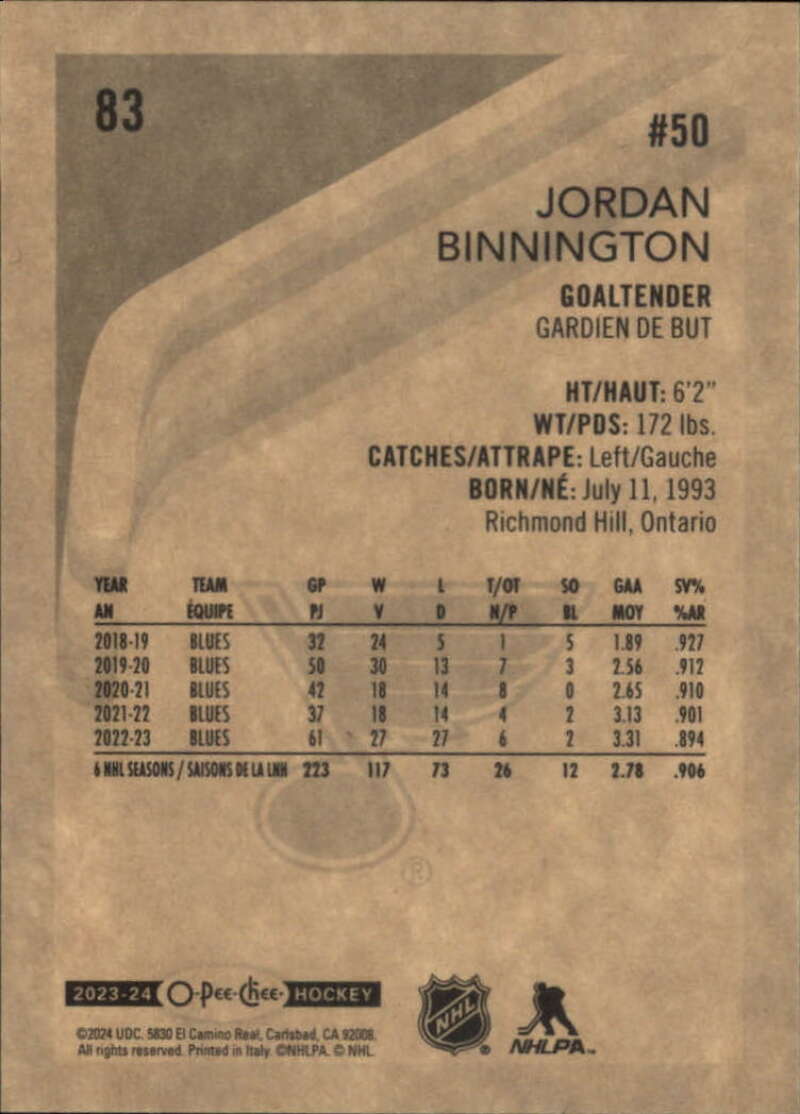 83
#50
JORDAN
BINNINGTON
GOALTENDER
GARDIEN DE BUT
HT/HAUT: 6'2"
WT/PDS: 172 lbs.
CATCHES/ATTRAPE: Left/Gauche
BORN/NÉ: July 11, 1993
Richmond Hill, Ontario
YEAR TEAM GP W L T/OT SO GAA SV%
AN ÉQUIPE PJ V D N/P BL MOY %AR
2018-19 BLUES 32 24 5 1 5 1.89 .927
2019-20 BLUES 50 30 13 7 3 2.56 .912
2020-21 BLUES 42 18 14 8 0 2.65 .910
2021-22 BLUES 37 18 14 4 2 3.13 .901
2022-23 BLUES 61 27 27 6 2 3.31 .894
6 NHL SEASONS / SAISONS DE LA LNH 223 117 73 26 12 2.78 .906
®
2023-24 O-Pee-Chee HOCKEY
©2024 UDC. 5830 El Camino Real, Carlsbad, CA 92008.
All rights reserved. Printed in Italy. ©NHLPA. © NHL.
NHL
NHLPA™